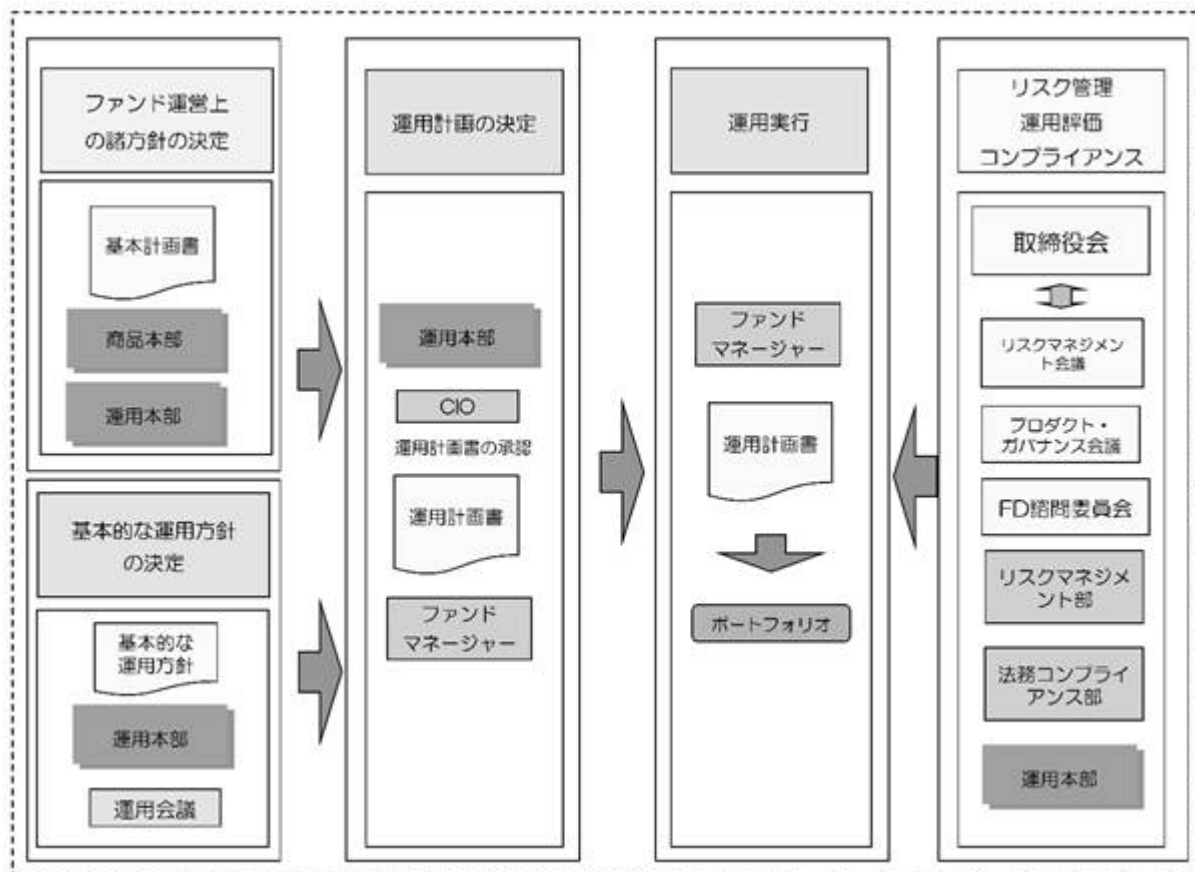 ファンド運営上
の諸方針の決定
基本計画書
商品本部
運用本部
基本的な運用方針
の決定
基本的な
運用方針
運用本部
運用会議
運用計画の決定
運用本部
CIO
運用計画書の承認
運用計画書
ファンド
マネージャー
運用実行
ファンド
マネージャー
運用計画書
ポートフォリオ
リスク管理
運用評価
コンプライアンス
取締役会
リスクマネジメン
ト会議
プロダクト・
ガバナンス会議
FD諮問委員会
リスクマネジメ
ント部
法務コンプライ
アンス部
運用本部